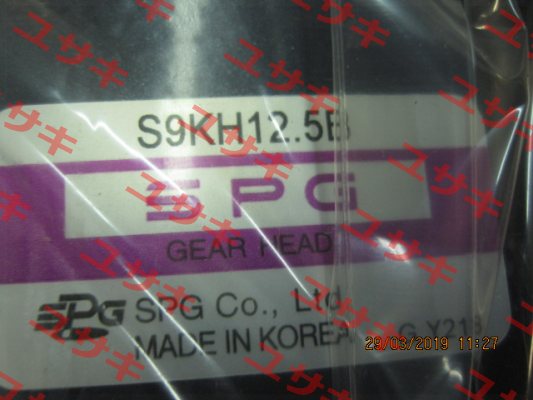 S9KH12.5B
SPG
GEAR HEAD
SPG SPG Co., Ltd.
MADE IN KOREA
29/03/2019 11:27
ユサキ